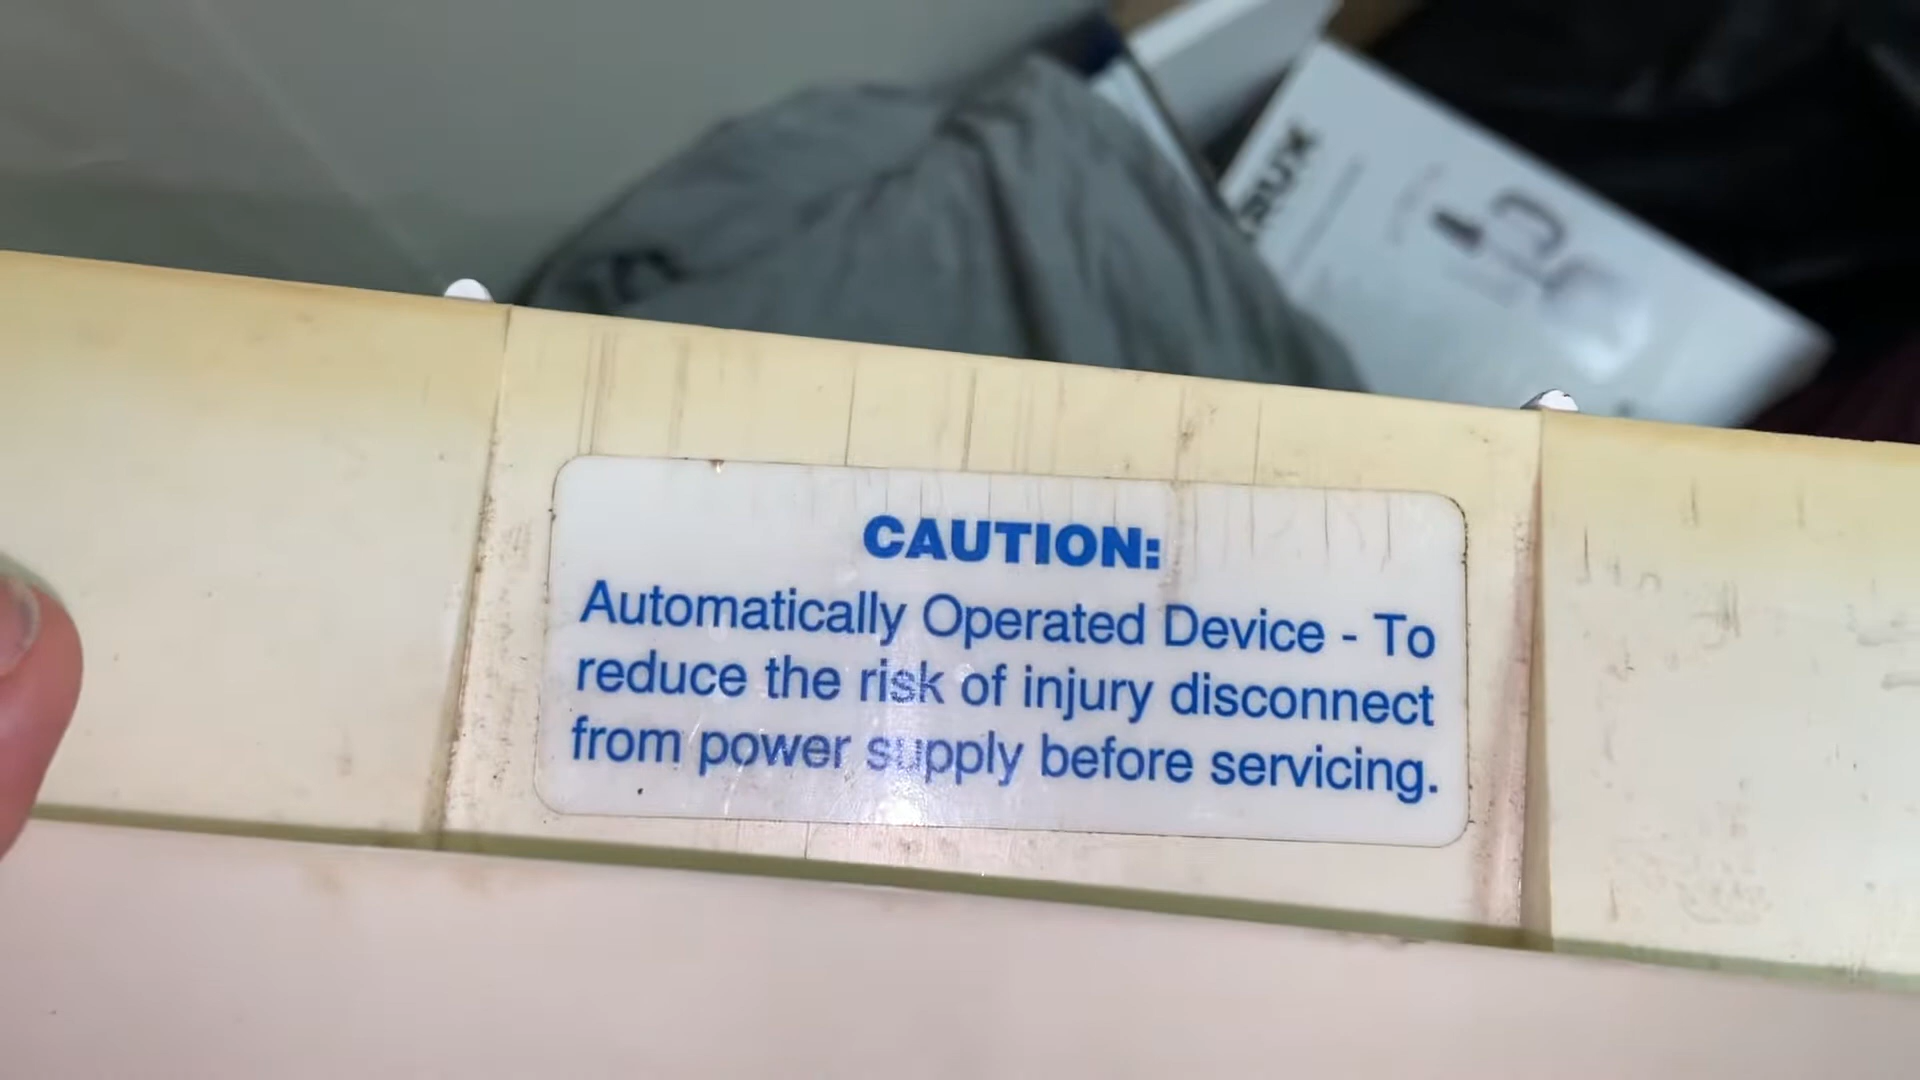 CAUTION:
Automatically Operated Device - To
reduce the risk of injury disconnect
from power supply before servicing.